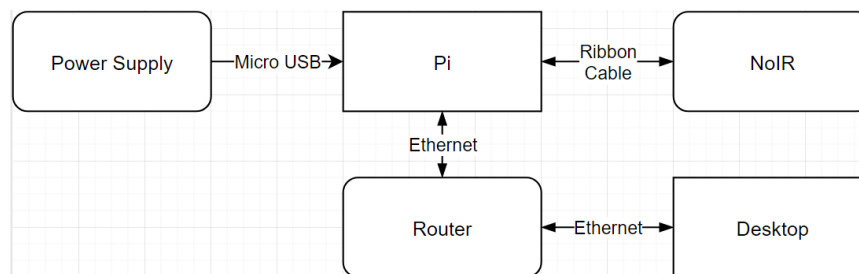 Power Supply
Micro USB
Pi
Ribbon
Cable
NoIR
Ethernet
Router
Ethernet
Desktop